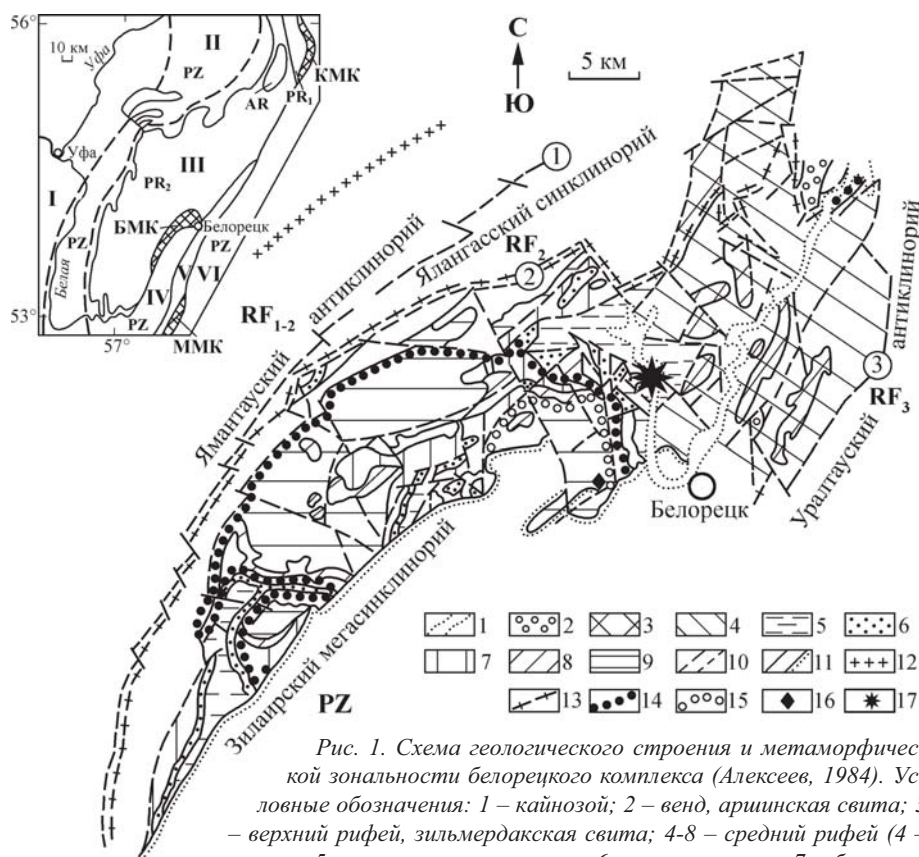 56°
10 км
Уфа
II
PZ
AR
PR₁
КМК
Уфа
III
I
PR₂
БМК
Белорецк
PZ
PZ
Белая
V
VI
IV
53°
PZ
57°
ММК
С
Ю
5 км
1
Ялангасский синклинорий
антиклинорий
RF₂
2
RF₁₋₂
Ямантауский
антиклинорий
3
RF₃
Уралтауский
Белорецк
Зилаирский мегасинклинорий
PZ
1 2 3 4 5 6
7 8 9 10 11 12
13 14 15 16 17
Рис. 1. Схема геологического строения и метаморфичес-
кой зональности белорецкого комплекса (Алексеев, 1984). Ус-
ловные обозначения: 1 – кайнозой; 2 – венд, аршинская свита; 3
– верхний рифей, зильмердакская свита; 4-8 – средний рифей (4 –